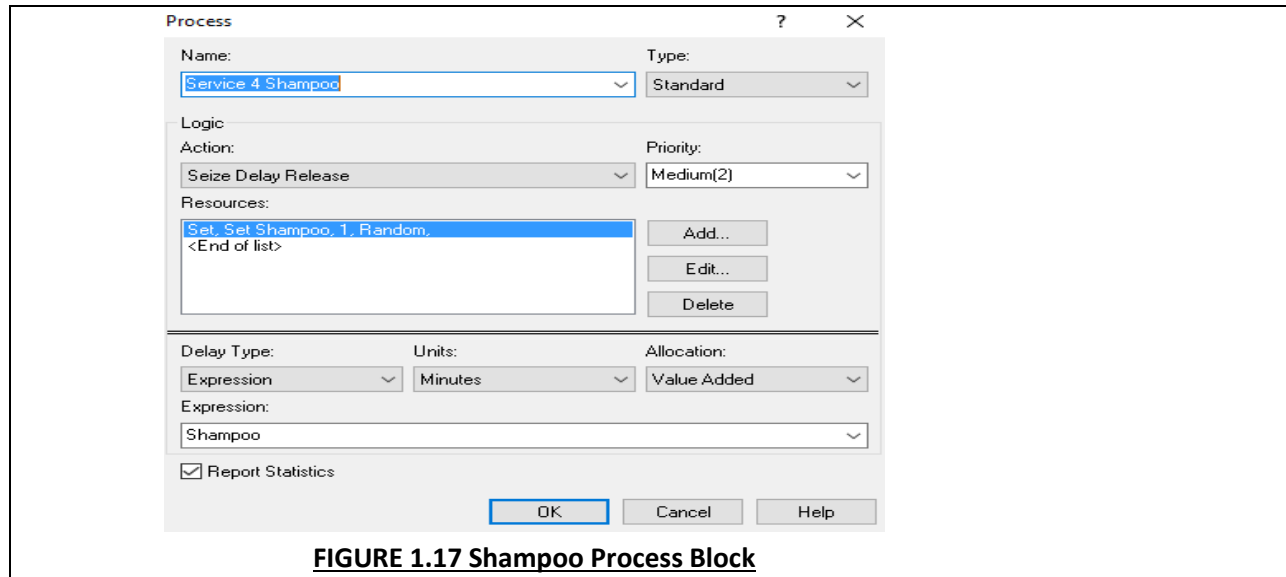 Process ?
Name: Type:
Service 4 Shampoo Standard
Logic
Action: Priority:
Seize Delay Release Medium(2)
Resources:
Set, Set Shampoo, 1, Random, Add...
<End of list> Edit...
Delete
Delay Type: Units: Allocation:
Expression Minutes Value Added
Expression:
Shampoo
Report Statistics
OK Cancel Help
FIGURE 1.17 Shampoo Process Block